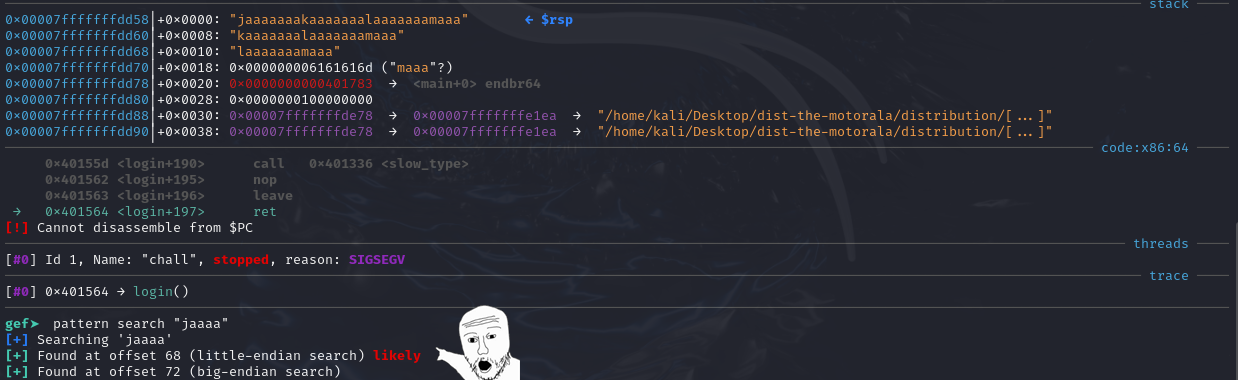 stack
0x00007fffffffdd58│+0x0000: "jaaaaaaakaaaaaaalaaaaaaamaaa" ← $rsp
0x00007fffffffdd60│+0x0008: "kaaaaaaalaaaaaaamaaa"
0x00007fffffffdd68│+0x0010: "laaaaaaamaaa"
0x00007fffffffdd70│+0x0018: 0x000000006161616d ("maaa"?)
0x00007fffffffdd78│+0x0020: 0x0000000000401783 → <main+0> endbr64
0x00007fffffffdd80│+0x0028: 0x0000000100000000
0x00007fffffffdd88│+0x0030: 0x00007fffffffde78 → 0x00007fffffffe1ea → "/home/kali/Desktop/dist-the-motorala/distribution/[...]"
0x00007fffffffdd90│+0x0038: 0x00007fffffffde78 → 0x00007fffffffe1ea → "/home/kali/Desktop/dist-the-motorala/distribution/[...]"
code:x86:64
0x40155d <login+190> call 0x401336 <slow_type>
0x401562 <login+195> nop
0x401563 <login+196> leave
→ 0x401564 <login+197> ret
[!] Cannot disassemble from $PC
threads
[#0] Id 1, Name: "chall", stopped, reason: SIGSEGV
trace
[#0] 0x401564 → login()
gef➤ pattern search "jaaaa"
[+] Searching 'jaaaa'
[+] Found at offset 68 (little-endian search) likely
[+] Found at offset 72 (big-endian search)